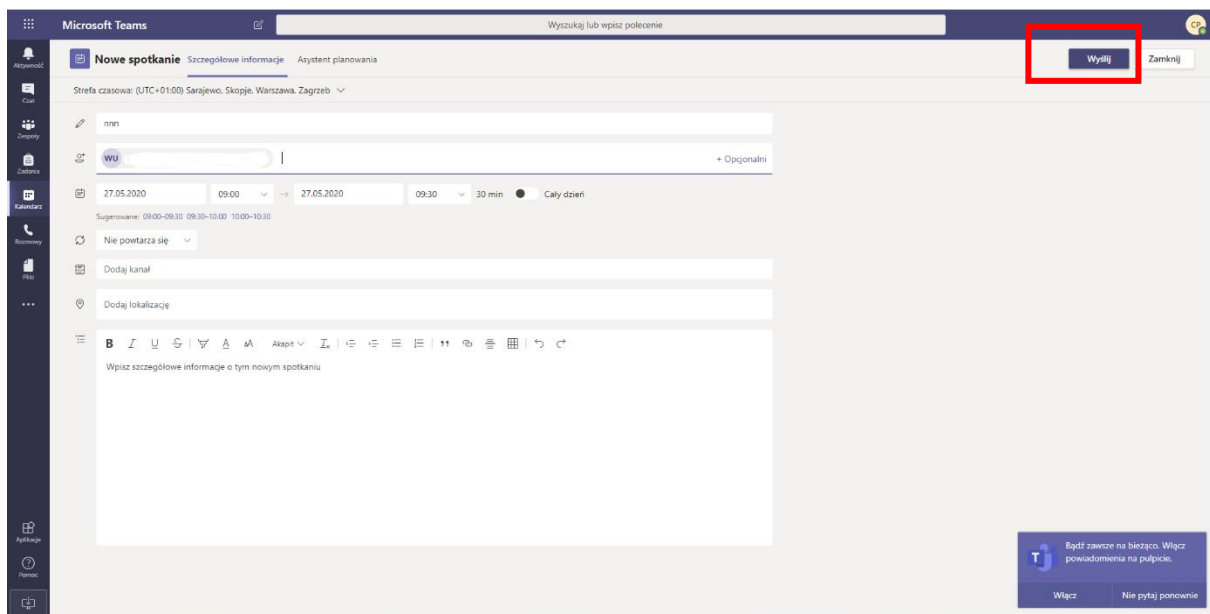 Microsoft Teams
Wyszukaj lub wpisz polecenie
CP
Aktywność
Czat
Zespoły
Zadania
Kalendarz
Rozmowy
Pliki
Aplikacje
Pomoc
Nowe spotkanie Szczegółowe informacje Asystent planowania
Wyślij Zamknij
Strefa czasowa: (UTC+01:00) Sarajewo, Skopje, Warszawa, Zagrzeb
nnn
WU + Opcjonalni
27.05.2020 09:00 → 27.05.2020 09:30 30 min Cały dzień
Sugerowane: 09:00–09:30 09:30–10:00 10:00–10:30
Nie powtarza się
Dodaj kanał
Dodaj lokalizację
B I U S A AA Akapit Ix
Wpisz szczegółowe informacje o tym nowym spotkaniu
T
Bądź zawsze na bieżąco. Włącz
powiadomienia na pulpicie.
Włącz Nie pytaj ponownie